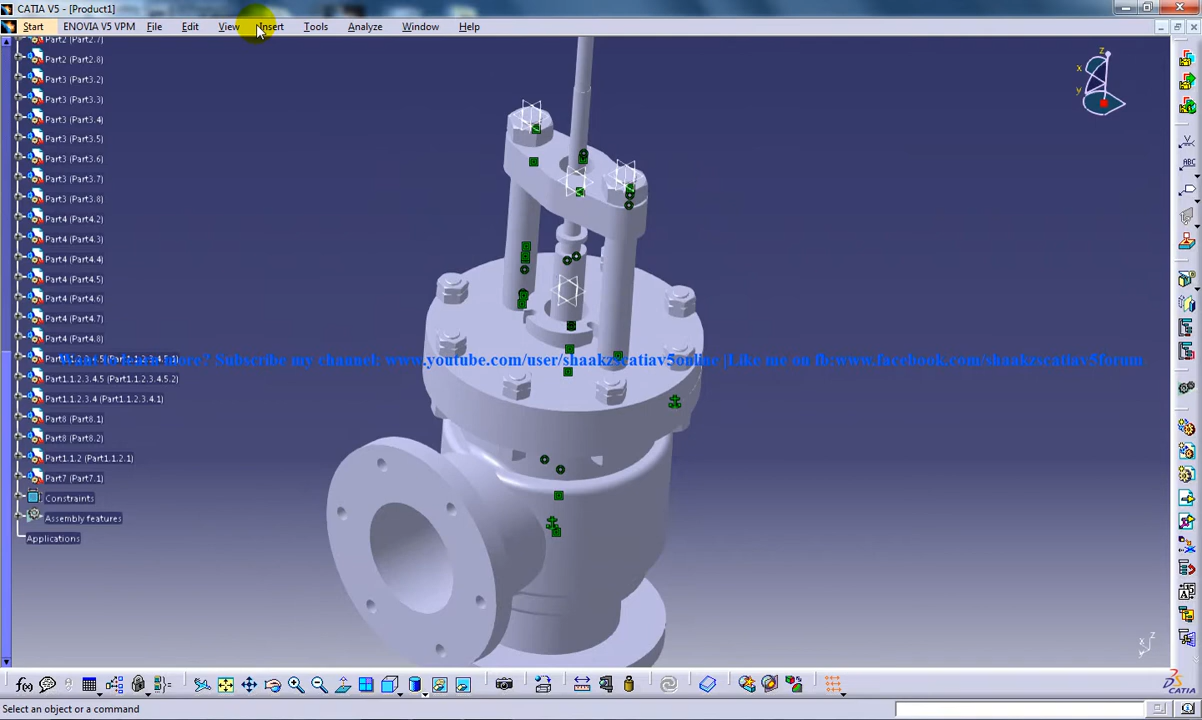 CATIA V5 - [Product1]
Start ENOVIA V5 VPM File Edit View Insert Tools Analyze Window Help
Part2 (Part2.7)
Part2 (Part2.8)
Part3 (Part3.2)
Part3 (Part3.3)
Part3 (Part3.4)
Part3 (Part3.5)
Part3 (Part3.6)
Part3 (Part3.7)
Part3 (Part3.8)
Part4 (Part4.2)
Part4 (Part4.3)
Part4 (Part4.4)
Part4 (Part4.5)
Part4 (Part4.6)
Part4 (Part4.7)
Part4 (Part4.8)
Subscribe my channel: www.youtube.com/user/shaakzscatiav5online |Like me on fb:www.facebook.com/shaakzscatiav5forum
Part1.1.2.3.4.5 (Part1.1.2.3.4.5.2)
Part1.1.2.3.4 (Part1.1.2.3.4.1)
Part8 (Part8.1)
Part8 (Part8.2)
Part1.1.2 (Part1.1.2.1)
Part7 (Part7.1)
Constraints
Assembly features
Applications
z
x
y
ABC
x z
y
f(x)
Select an object or a command
CATIA